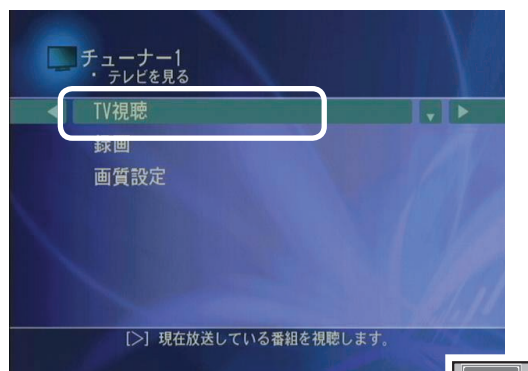 チューナー1
・ テレビを見る
TV視聴
録画
画質設定
[▷] 現在放送している番組を視聴します。